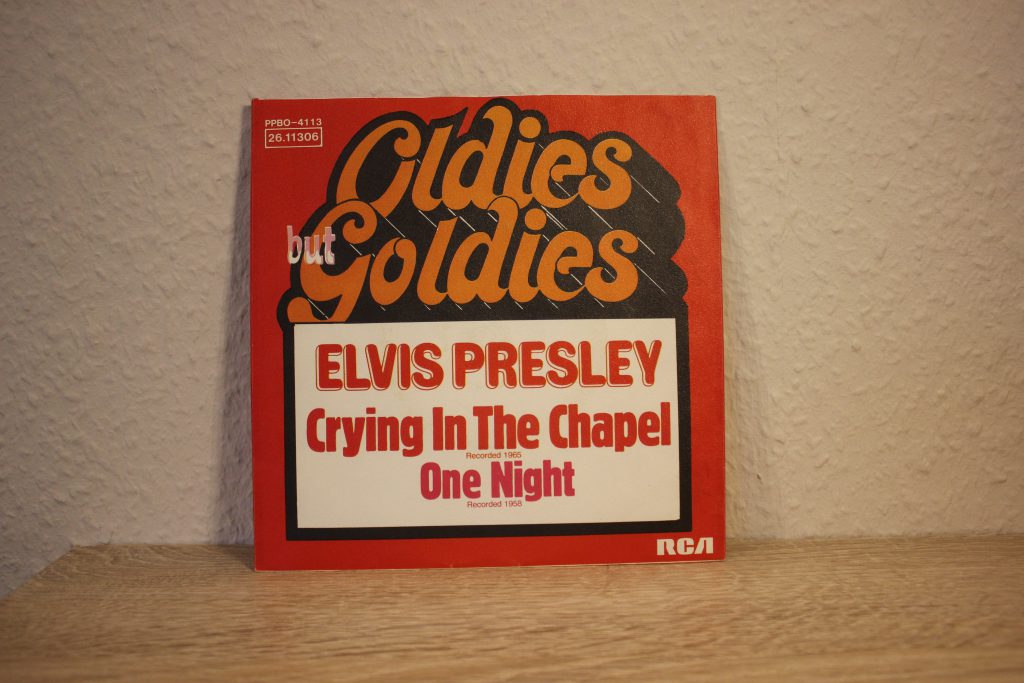 PPBO-4113
26.11306
Oldies
but Goldies
ELVIS PRESLEY
Crying In The Chapel
Recorded 1965
One Night
Recorded 1958
RCA